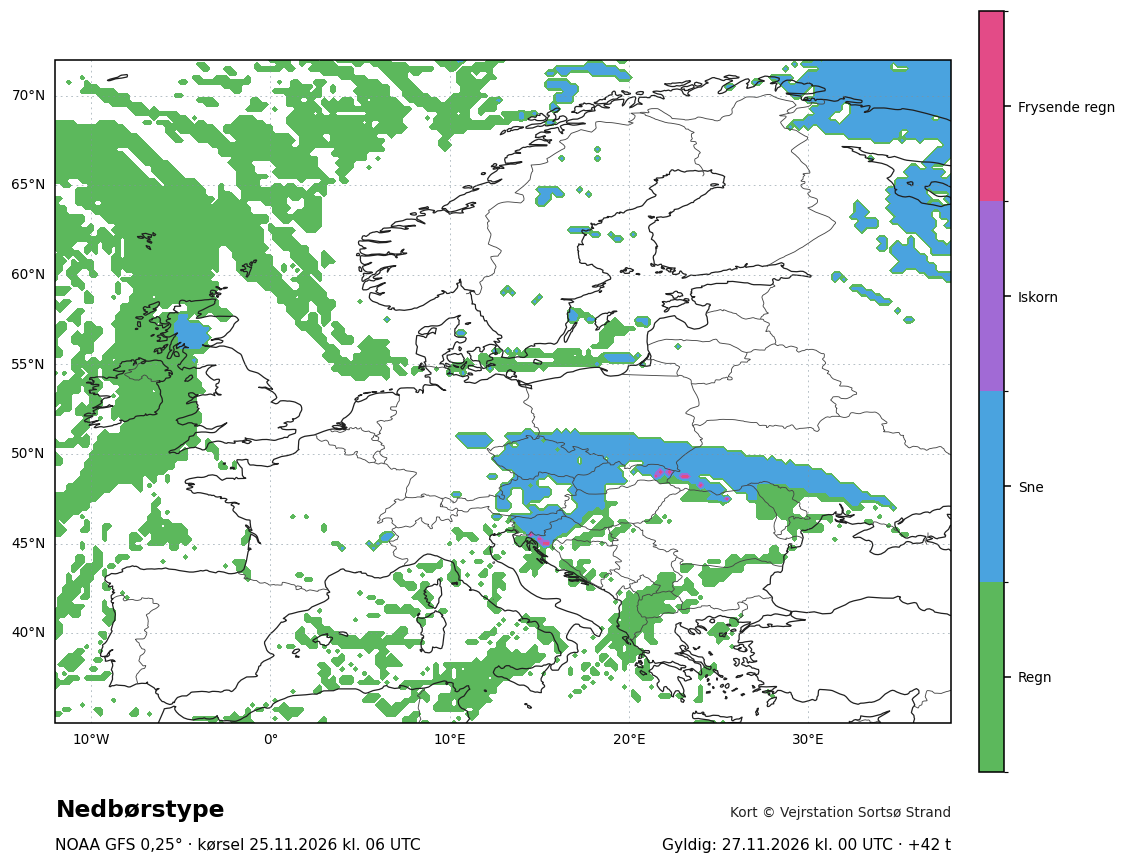 Frysende regn
Iskorn
Sne
Regn
70°N
65°N
60°N
55°N
50°N
45°N
40°N
10°W
0°
10°E
20°E
30°E
Nedbørstype
Kort © Vejrstation Sortsø Strand
NOAA GFS 0,25° · kørsel 25.11.2026 kl. 06 UTC
Gyldig: 27.11.2026 kl. 00 UTC · +42 t